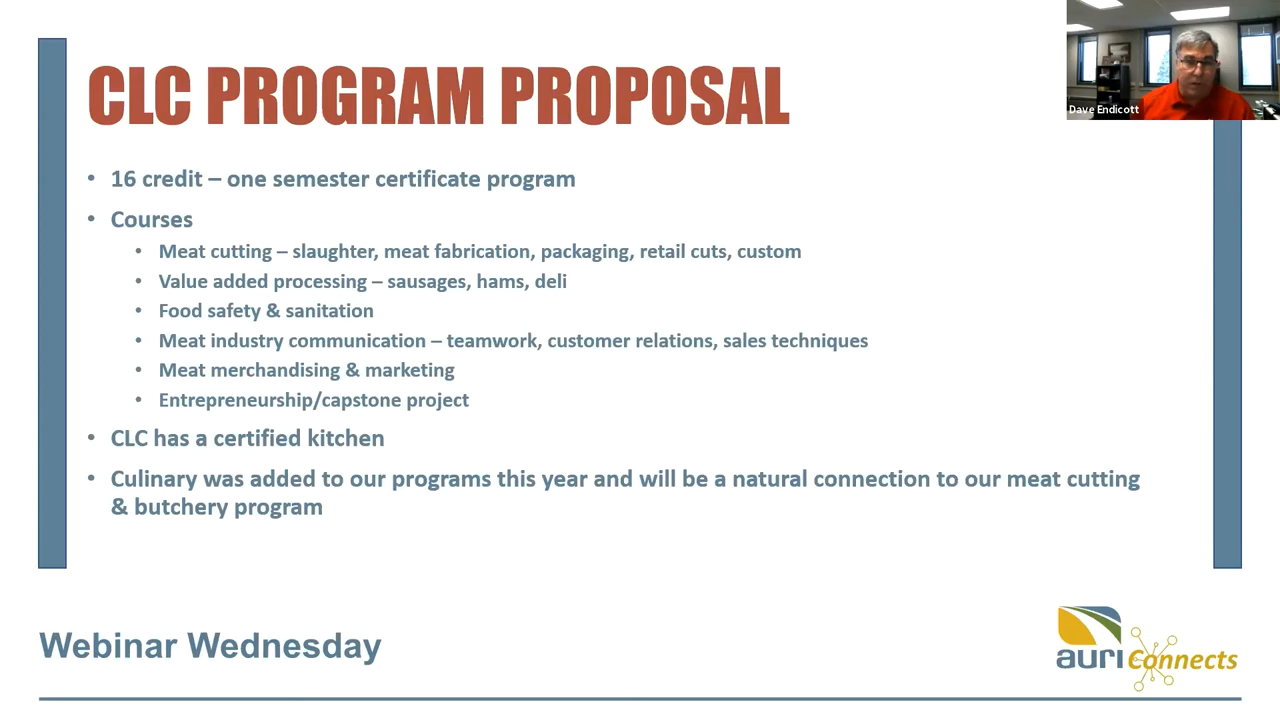 CLC PROGRAM PROPOSAL
Dave Endicott
• 16 credit – one semester certificate program
• Courses
• Meat cutting – slaughter, meat fabrication, packaging, retail cuts, custom
• Value added processing – sausages, hams, deli
• Food safety & sanitation
• Meat industry communication – teamwork, customer relations, sales techniques
• Meat merchandising & marketing
• Entrepreneurship/capstone project
• CLC has a certified kitchen
• Culinary was added to our programs this year and will be a natural connection to our meat cutting
& butchery program
Webinar Wednesday
auri Connects